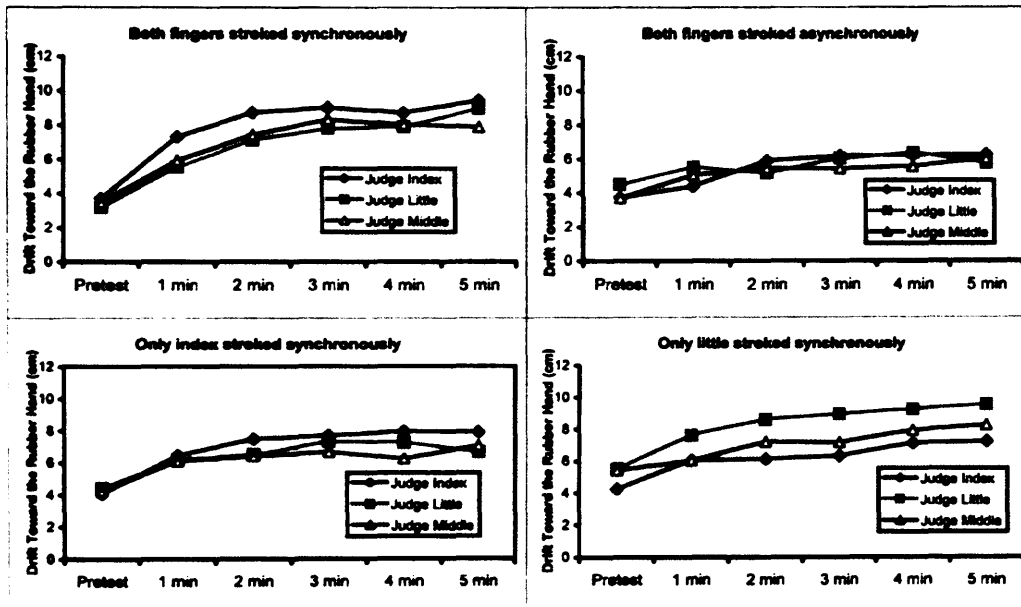 Both fingers stroked synchronously
Drift Toward the Rubber Hand (cm)
12
10
8
6
4
2
0
Pretest 1 min 2 min 3 min 4 min 5 min
Judge Index
Judge Little
Judge Middle
Both fingers stroked asynchronously
Drift Toward the Rubber Hand (cm)
12
10
8
6
4
2
0
Pretest 1 min 2 min 3 min 4 min 5 min
Judge Index
Judge Little
Judge Middle
Only index stroked synchronously
Drift Toward the Rubber Hand (cm)
12
10
8
6
4
2
0
Pretest 1 min 2 min 3 min 4 min 5 min
Judge Index
Judge Little
Judge Middle
Only little stroked synchronously
Drift Toward the Rubber Hand (cm)
12
10
8
6
4
2
0
Pretest 1 min 2 min 3 min 4 min 5 min
Judge Index
Judge Little
Judge Middle